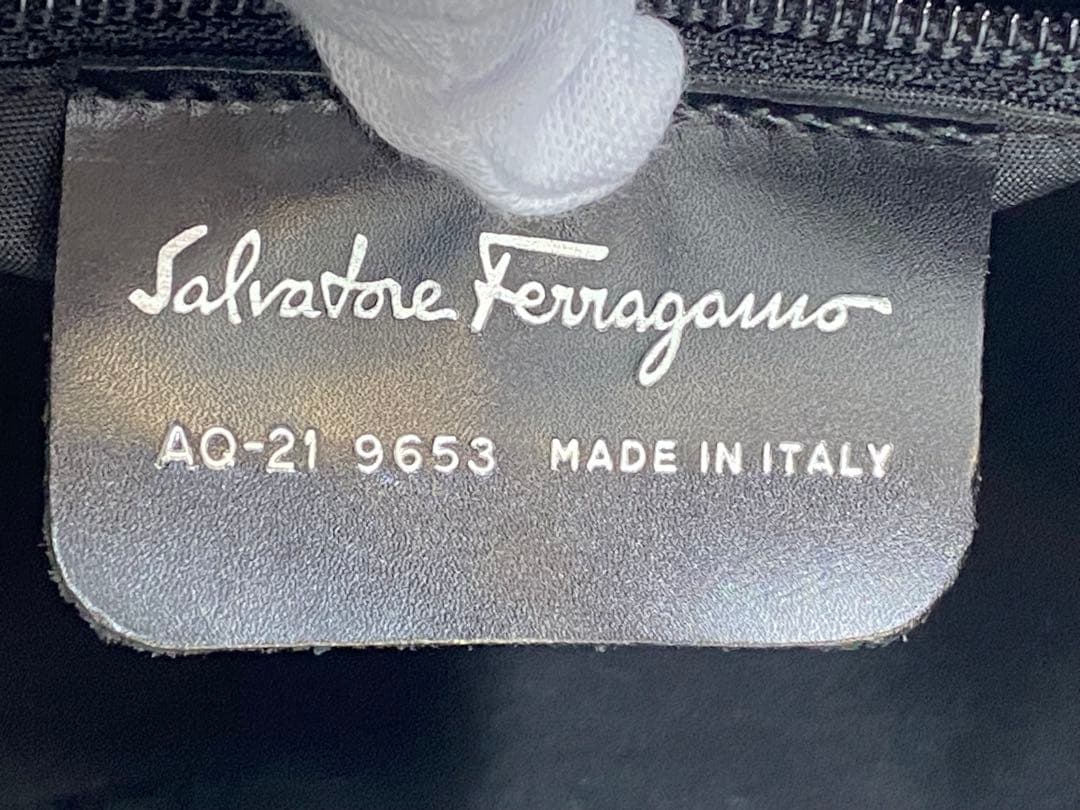 Salvatore Ferragamo
AQ-21 9653 MADE IN ITALY